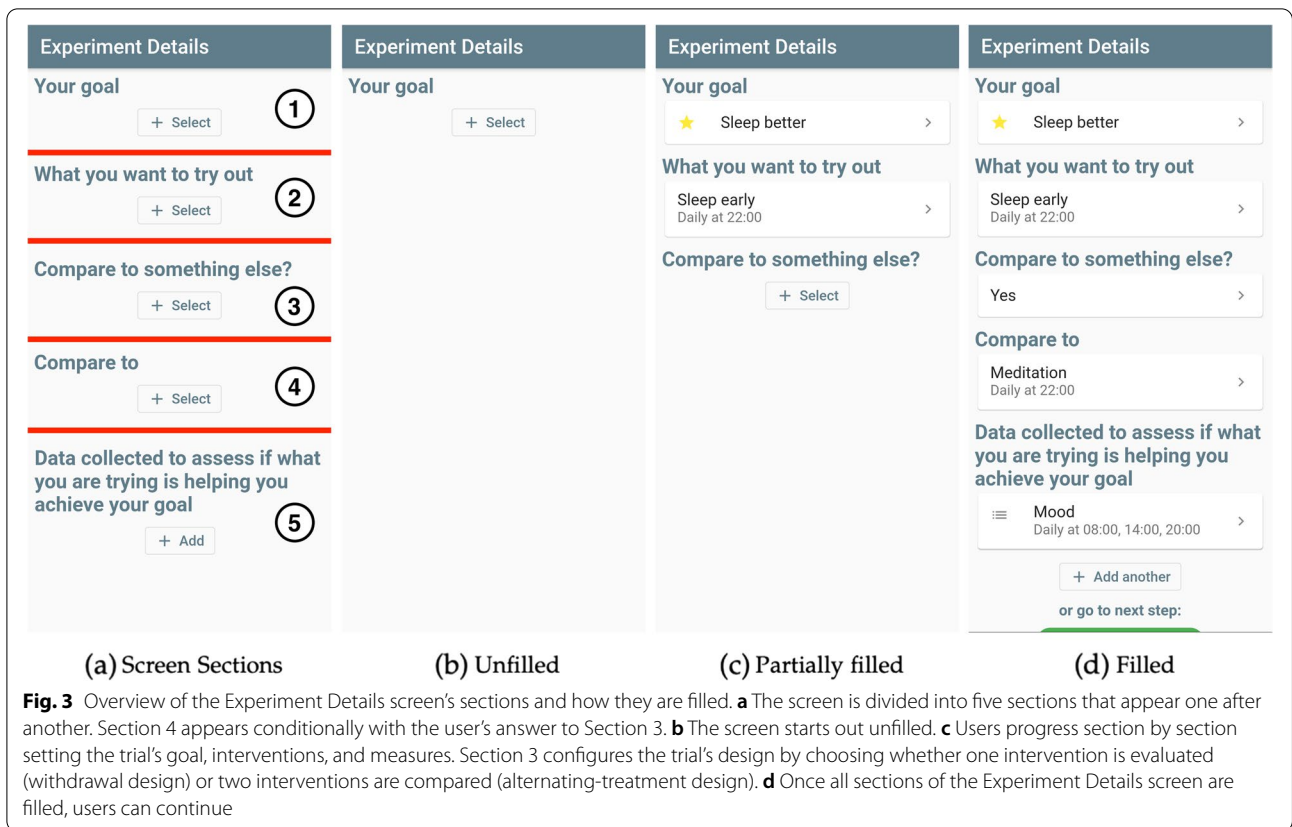 Experiment Details
Your goal
+ Select
1
What you want to try out
+ Select
2
Compare to something else?
+ Select
3
Compare to
+ Select
4
Data collected to assess if what
you are trying is helping you
achieve your goal
+ Add
5
(a) Screen Sections
Experiment Details
Your goal
+ Select
(b) Unfilled
Experiment Details
Your goal
Sleep better
What you want to try out
Sleep early
Daily at 22:00
Compare to something else?
+ Select
(c) Partially filled
Experiment Details
Your goal
Sleep better
What you want to try out
Sleep early
Daily at 22:00
Compare to something else?
Yes
Compare to
Meditation
Daily at 22:00
Data collected to assess if what
you are trying is helping you
achieve your goal
Mood
Daily at 08:00, 14:00, 20:00
+ Add another
or go to next step:
(d) Filled
Fig. 3 Overview of the Experiment Details screen's sections and how they are filled. a The screen is divided into five sections that appear one after
another. Section 4 appears conditionally with the user's answer to Section 3. b The screen starts out unfilled. c Users progress section by section
setting the trial's goal, interventions, and measures. Section 3 configures the trial's design by choosing whether one intervention is evaluated
(withdrawal design) or two interventions are compared (alternating-treatment design). d Once all sections of the Experiment Details screen are
filled, users can continue